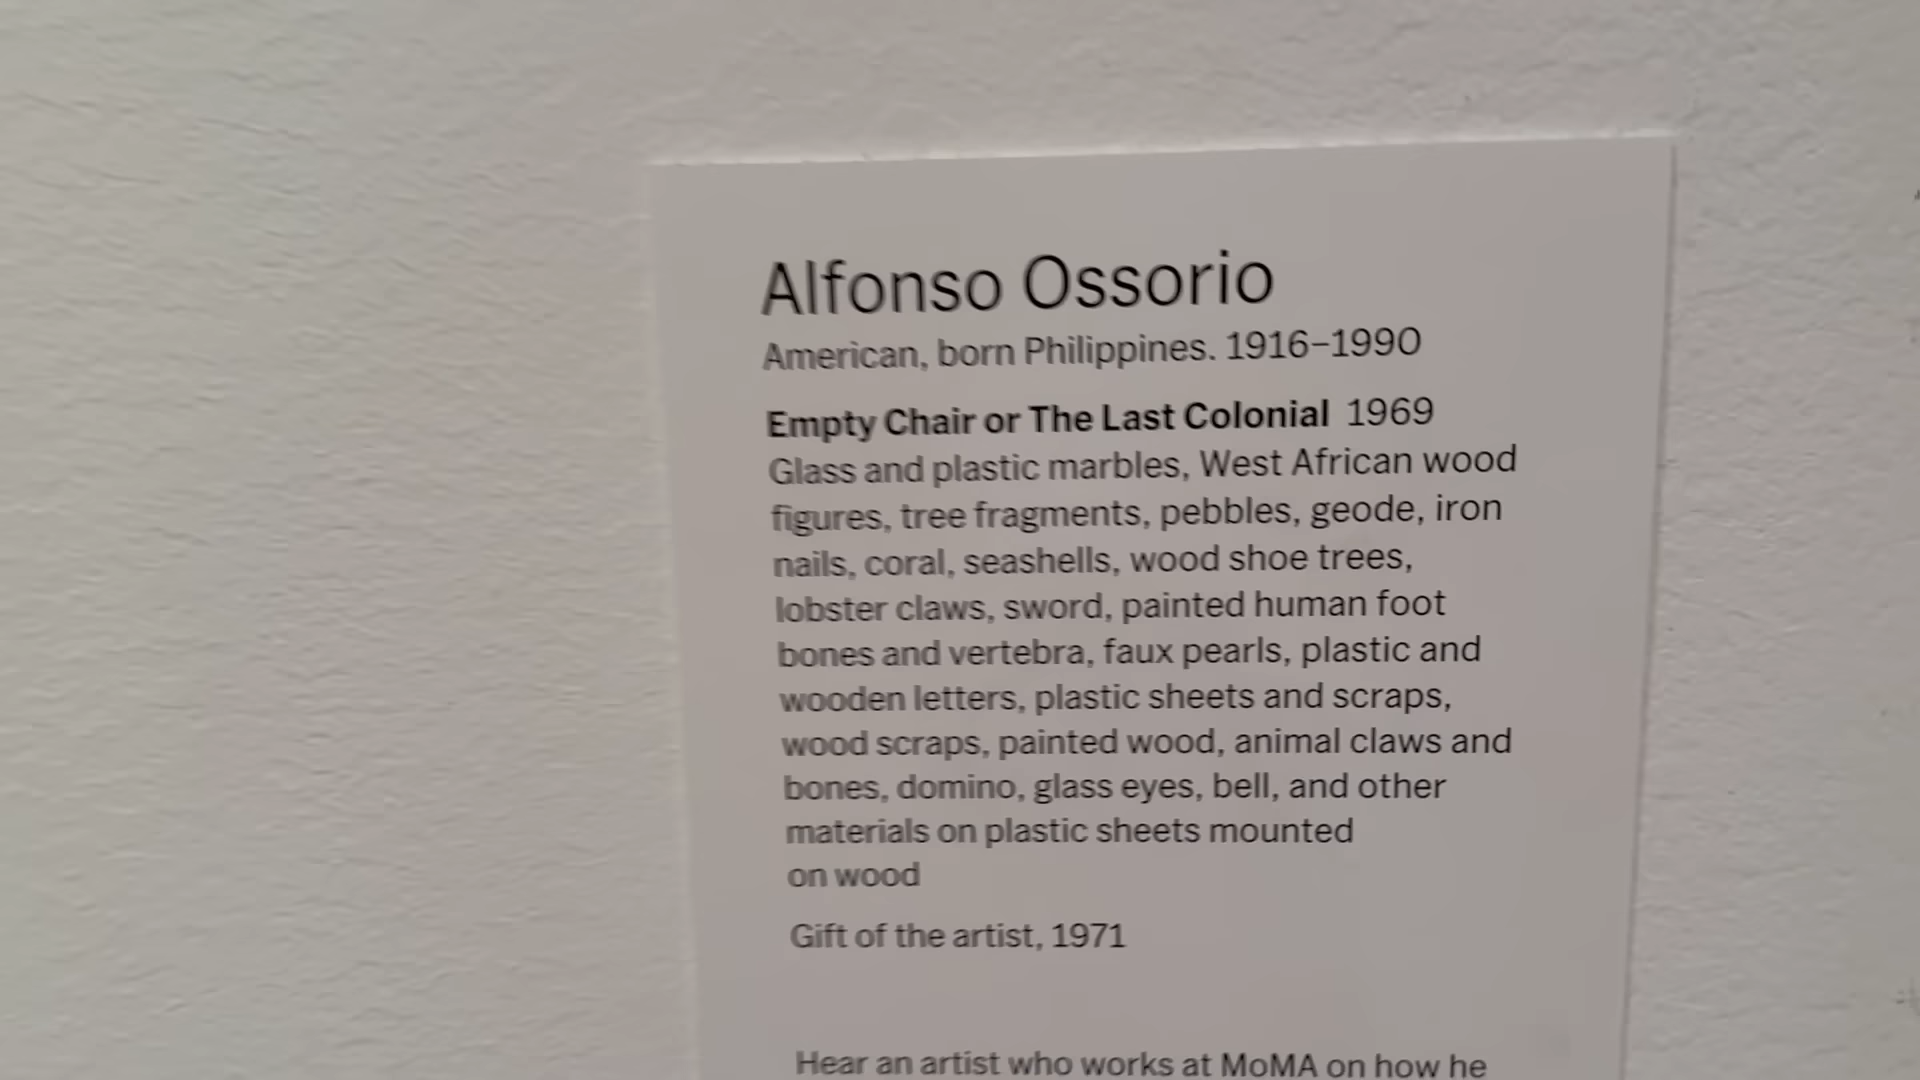 Alfonso Ossorio
American, born Philippines. 1916–1990
Empty Chair or The Last Colonial 1969
Glass and plastic marbles, West African wood
figures, tree fragments, pebbles, geode, iron
nails, coral, seashells, wood shoe trees,
lobster claws, sword, painted human foot
bones and vertebra, faux pearls, plastic and
wooden letters, plastic sheets and scraps,
wood scraps, painted wood, animal claws and
bones, domino, glass eyes, bell, and other
materials on plastic sheets mounted
on wood
Gift of the artist, 1971
Hear an artist who works at MoMA on how he